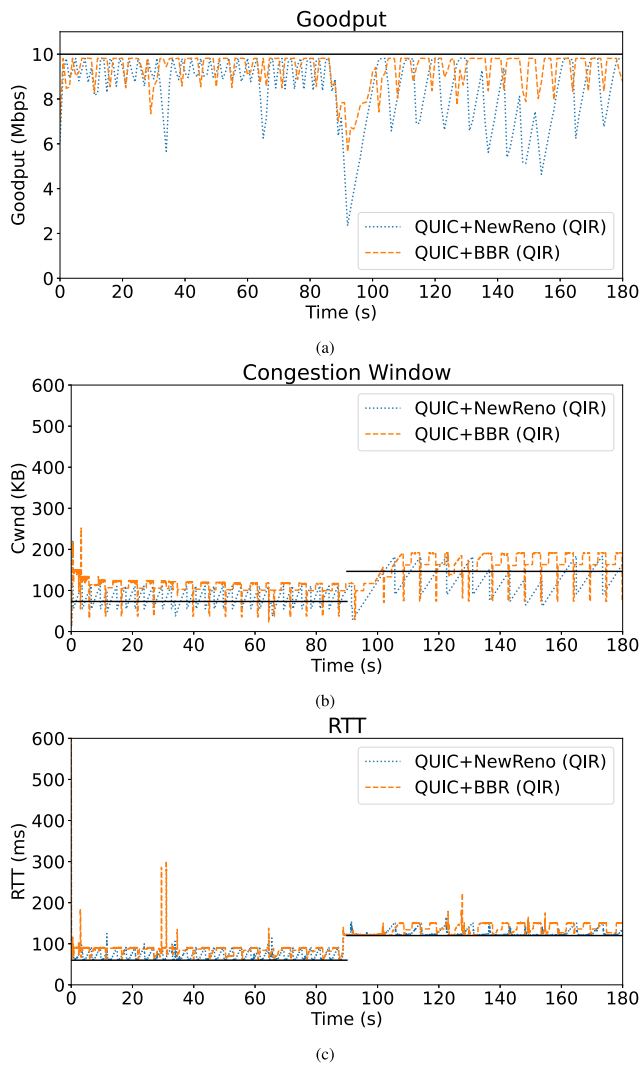 Goodput
10
8
6
4
2
0
Goodput (Mbps)
QUIC+NewReno (QIR)
QUIC+BBR (QIR)
0 20 40 60 80 100 120 140 160 180
Time (s)
(a)
Congestion Window
600
500
400
300
200
100
0
Cwnd (KB)
QUIC+NewReno (QIR)
QUIC+BBR (QIR)
0 20 40 60 80 100 120 140 160 180
Time (s)
(b)
RTT
600
500
400
300
200
100
0
RTT (ms)
QUIC+NewReno (QIR)
QUIC+BBR (QIR)
0 20 40 60 80 100 120 140 160 180
Time (s)
(c)